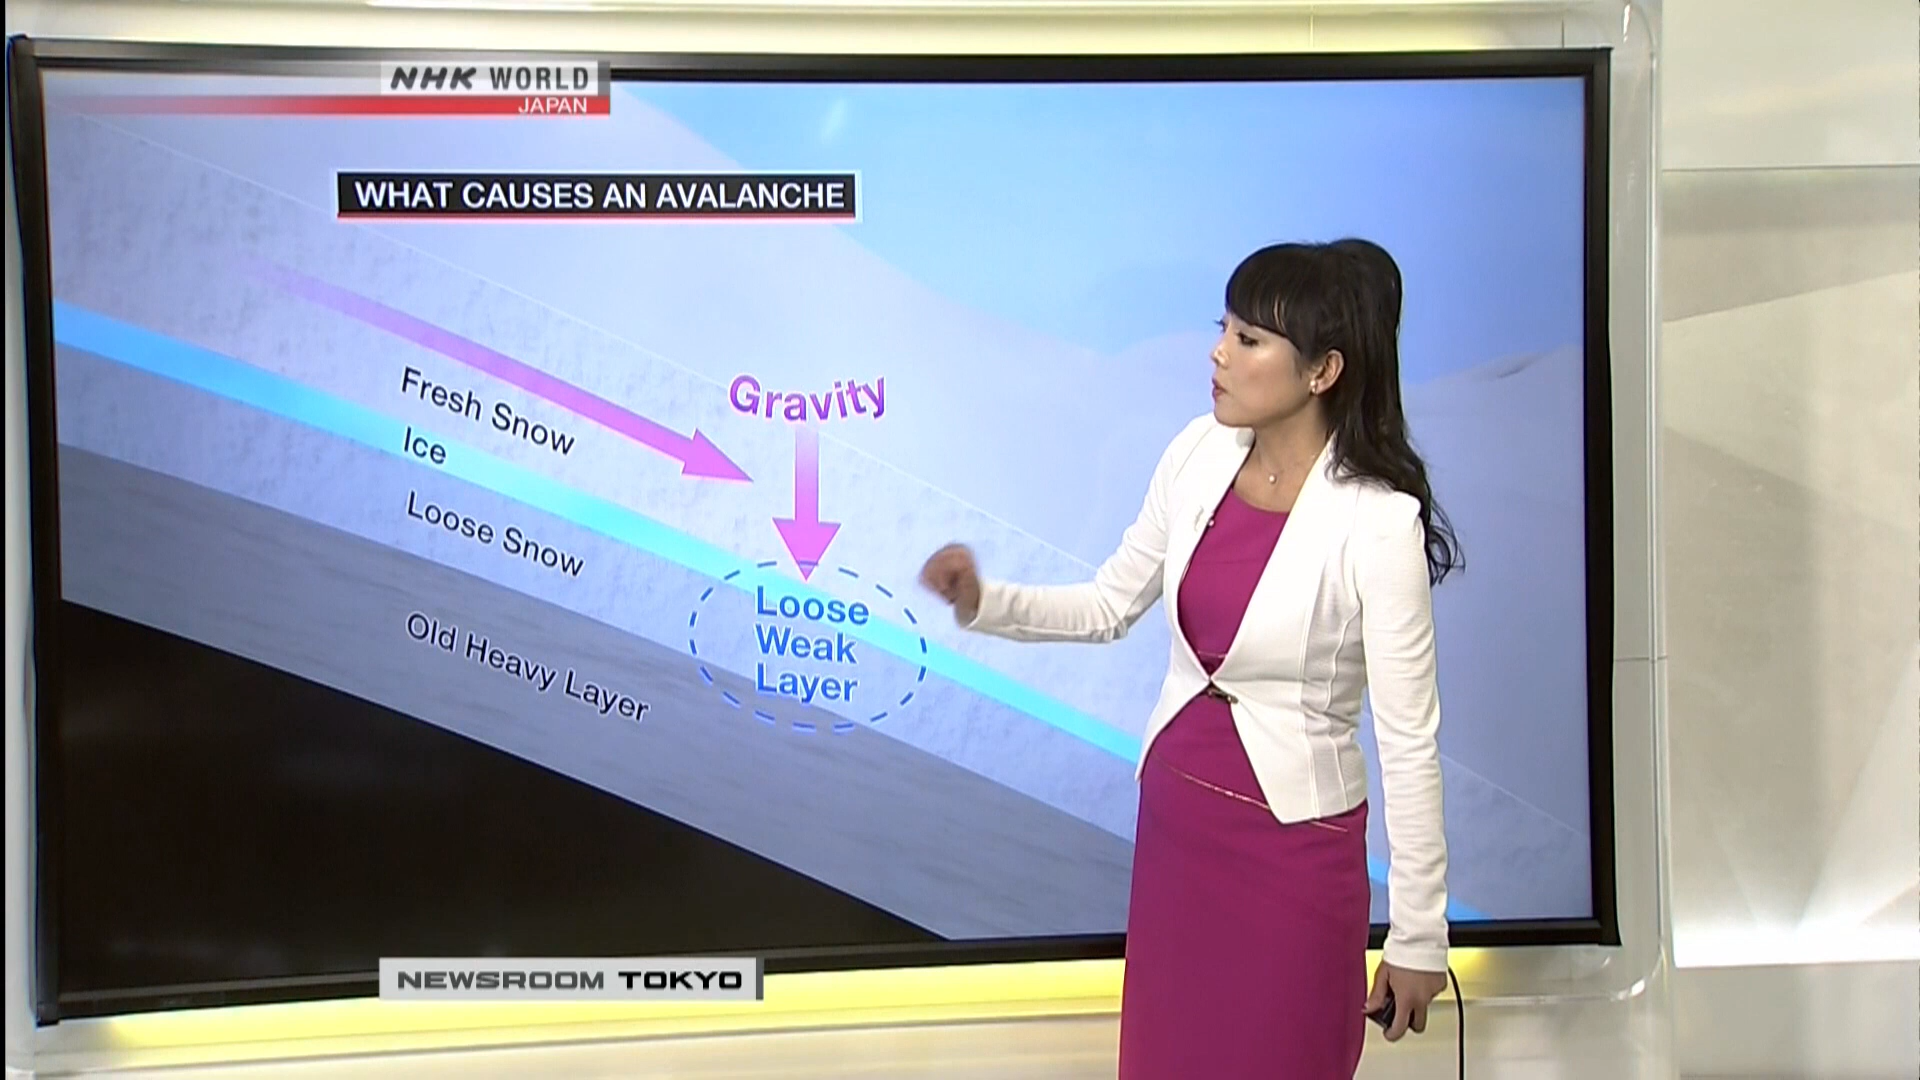 NHK WORLD
JAPAN
WHAT CAUSES AN AVALANCHE
Gravity
Fresh Snow
Ice
Loose Snow
Old Heavy Layer
Loose
Weak
Layer
NEWSROOM TOKYO